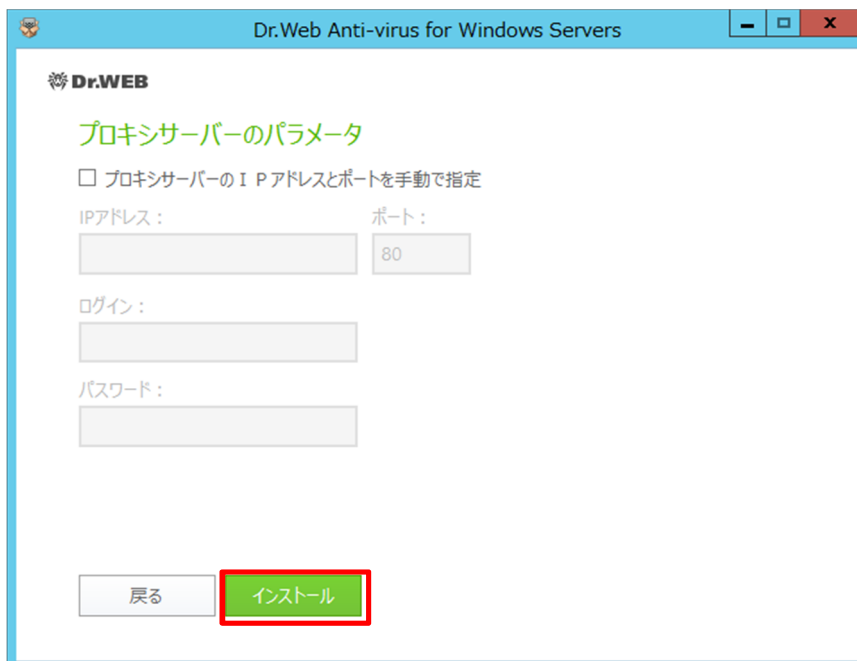 Dr.Web Anti-virus for Windows Servers
Dr.WEB
プロキシサーバーのパラメータ
プロキシサーバーのＩＰアドレスとポートを手動で指定
IPアドレス： ポート：
80
ログイン：
パスワード：
戻る インストール